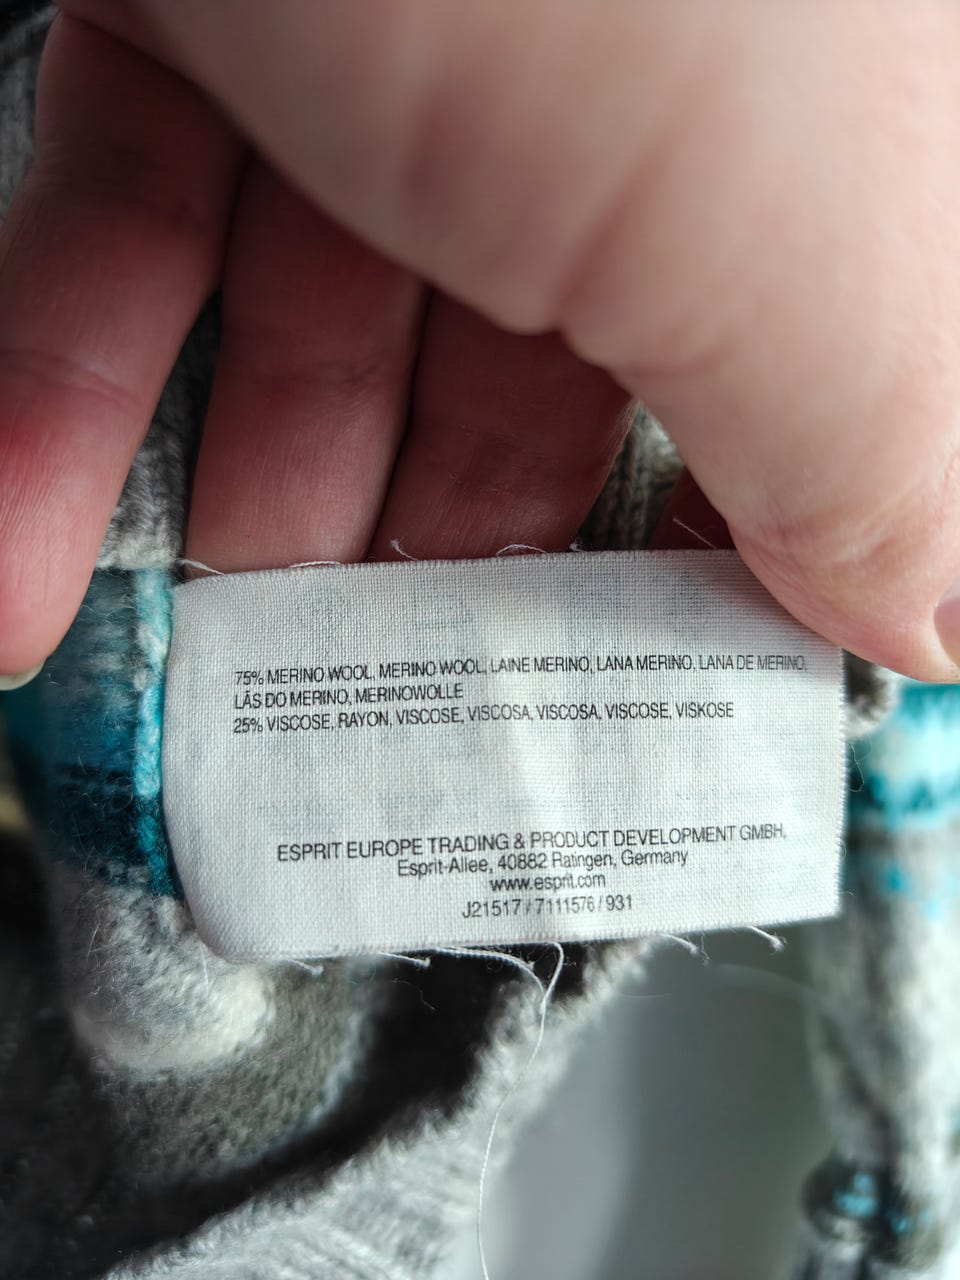 75% MERINO WOOL, MERINO WOOL, LAINE MERINO, LANA MERINO, LANA DE MERINO,
LÃS DO MERINO, MERINOWOLLE
25% VISCOSE, RAYON, VISCOSE, VISCOSA, VISCOSA, VISCOSE, VISKOSE
ESPRIT EUROPE TRADING & PRODUCT DEVELOPMENT GMBH,
Esprit-Allee, 40882 Ratingen, Germany
www.esprit.com
J21517 / 7111576 / 931